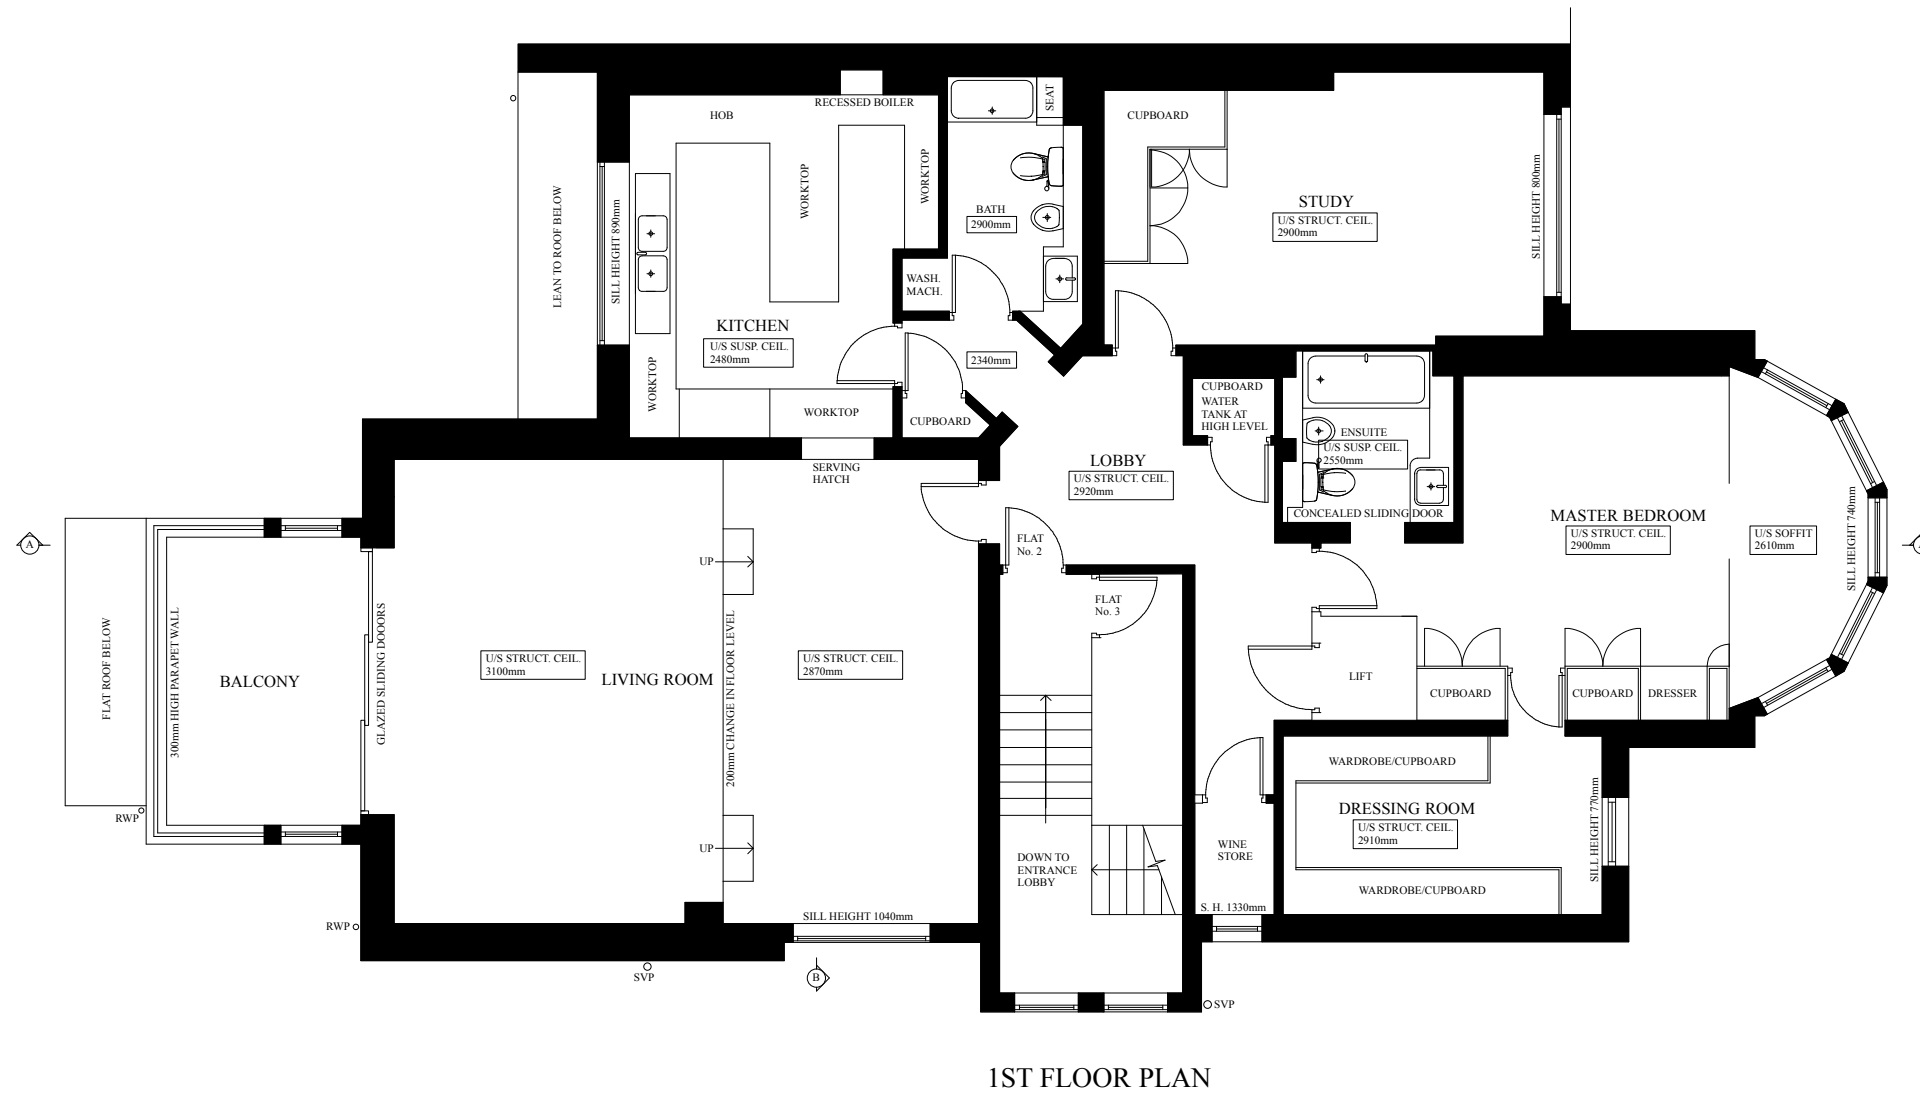 RECESSED BOILER
HOB
SEAT
CUPBOARD
WORKTOP
WORKTOP
LEAN TO ROOF BELOW
SILL HEIGHT 890mm
BATH
2900mm
STUDY
U/S STRUCT. CEIL.
2900mm
SILL HEIGHT 800mm
WASH.
MACH.
KITCHEN
U/S SUSP. CEIL.
2480mm
2340mm
WORKTOP
WORKTOP
CUPBOARD
CUPBOARD
WATER
TANK AT
HIGH LEVEL
ENSUITE
U/S SUSP. CEIL.
2550mm
CONCEALED SLIDING DOOR
SERVING
HATCH
LOBBY
U/S STRUCT. CEIL.
2920mm
MASTER BEDROOM
U/S STRUCT. CEIL.
2900mm
U/S SOFFIT
2610mm
SILL HEIGHT 740mm
A
FLAT
No. 2
UP
FLAT
No. 3
FLAT ROOF BELOW
300mm HIGH PARAPET WALL
BALCONY
GLAZED SLIDING DOOORS
U/S STRUCT. CEIL.
3100mm
LIVING ROOM
200mm CHANGE IN FLOOR LEVEL
U/S STRUCT. CEIL.
2870mm
LIFT
CUPBOARD
CUPBOARD
DRESSER
WARDROBE/CUPBOARD
DRESSING ROOM
U/S STRUCT. CEIL.
2910mm
SILL HEIGHT 770mm
WARDROBE/CUPBOARD
RWP
UP
DOWN TO
ENTRANCE
LOBBY
WINE
STORE
S. H. 1330mm
SILL HEIGHT 1040mm
RWP
SVP
B
SVP
1ST FLOOR PLAN